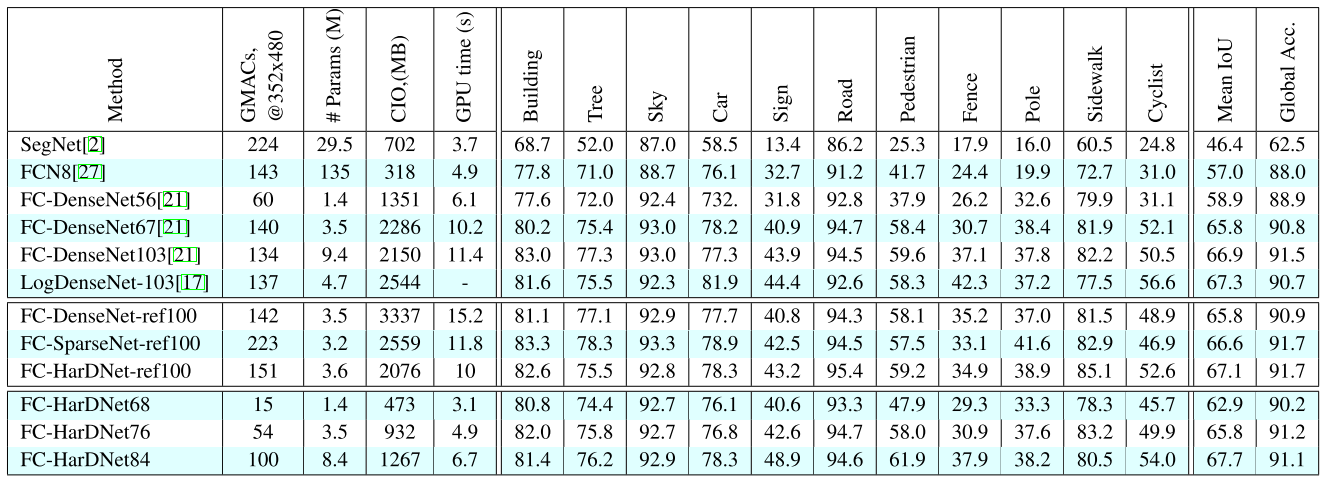 Method GMACs, @352x480 # Params (M) CIO,(MB) GPU time (s) Building Tree Sky Car Sign Road Pedestrian Fence Pole Sidewalk Cyclist Mean IoU Global Acc.
SegNet[2] 224 29.5 702 3.7 68.7 52.0 87.0 58.5 13.4 86.2 25.3 17.9 16.0 60.5 24.8 46.4 62.5
FCN8[27] 143 135 318 4.9 77.8 71.0 88.7 76.1 32.7 91.2 41.7 24.4 19.9 72.7 31.0 57.0 88.0
FC-DenseNet56[21] 60 1.4 1351 6.1 77.6 72.0 92.4 732. 31.8 92.8 37.9 26.2 32.6 79.9 31.1 58.9 88.9
FC-DenseNet67[21] 140 3.5 2286 10.2 80.2 75.4 93.0 78.2 40.9 94.7 58.4 30.7 38.4 81.9 52.1 65.8 90.8
FC-DenseNet103[21] 134 9.4 2150 11.4 83.0 77.3 93.0 77.3 43.9 94.5 59.6 37.1 37.8 82.2 50.5 66.9 91.5
LogDenseNet-103[17] 137 4.7 2544 - 81.6 75.5 92.3 81.9 44.4 92.6 58.3 42.3 37.2 77.5 56.6 67.3 90.7
FC-DenseNet-ref100 142 3.5 3337 15.2 81.1 77.1 92.9 77.7 40.8 94.3 58.1 35.2 37.0 81.5 48.9 65.8 90.9
FC-SparseNet-ref100 223 3.2 2559 11.8 83.3 78.3 93.3 78.9 42.5 94.5 57.5 33.1 41.6 82.9 46.9 66.6 91.7
FC-HarDNet-ref100 151 3.6 2076 10 82.6 75.5 92.8 78.3 43.2 95.4 59.2 34.9 38.9 85.1 52.6 67.1 91.7
FC-HarDNet68 15 1.4 473 3.1 80.8 74.4 92.7 76.1 40.6 93.3 47.9 29.3 33.3 78.3 45.7 62.9 90.2
FC-HarDNet76 54 3.5 932 4.9 82.0 75.8 92.7 76.8 42.6 94.7 58.0 30.9 37.6 83.2 49.9 65.8 91.2
FC-HarDNet84 100 8.4 1267 6.7 81.4 76.2 92.9 78.3 48.9 94.6 61.9 37.9 38.2 80.5 54.0 67.7 91.1